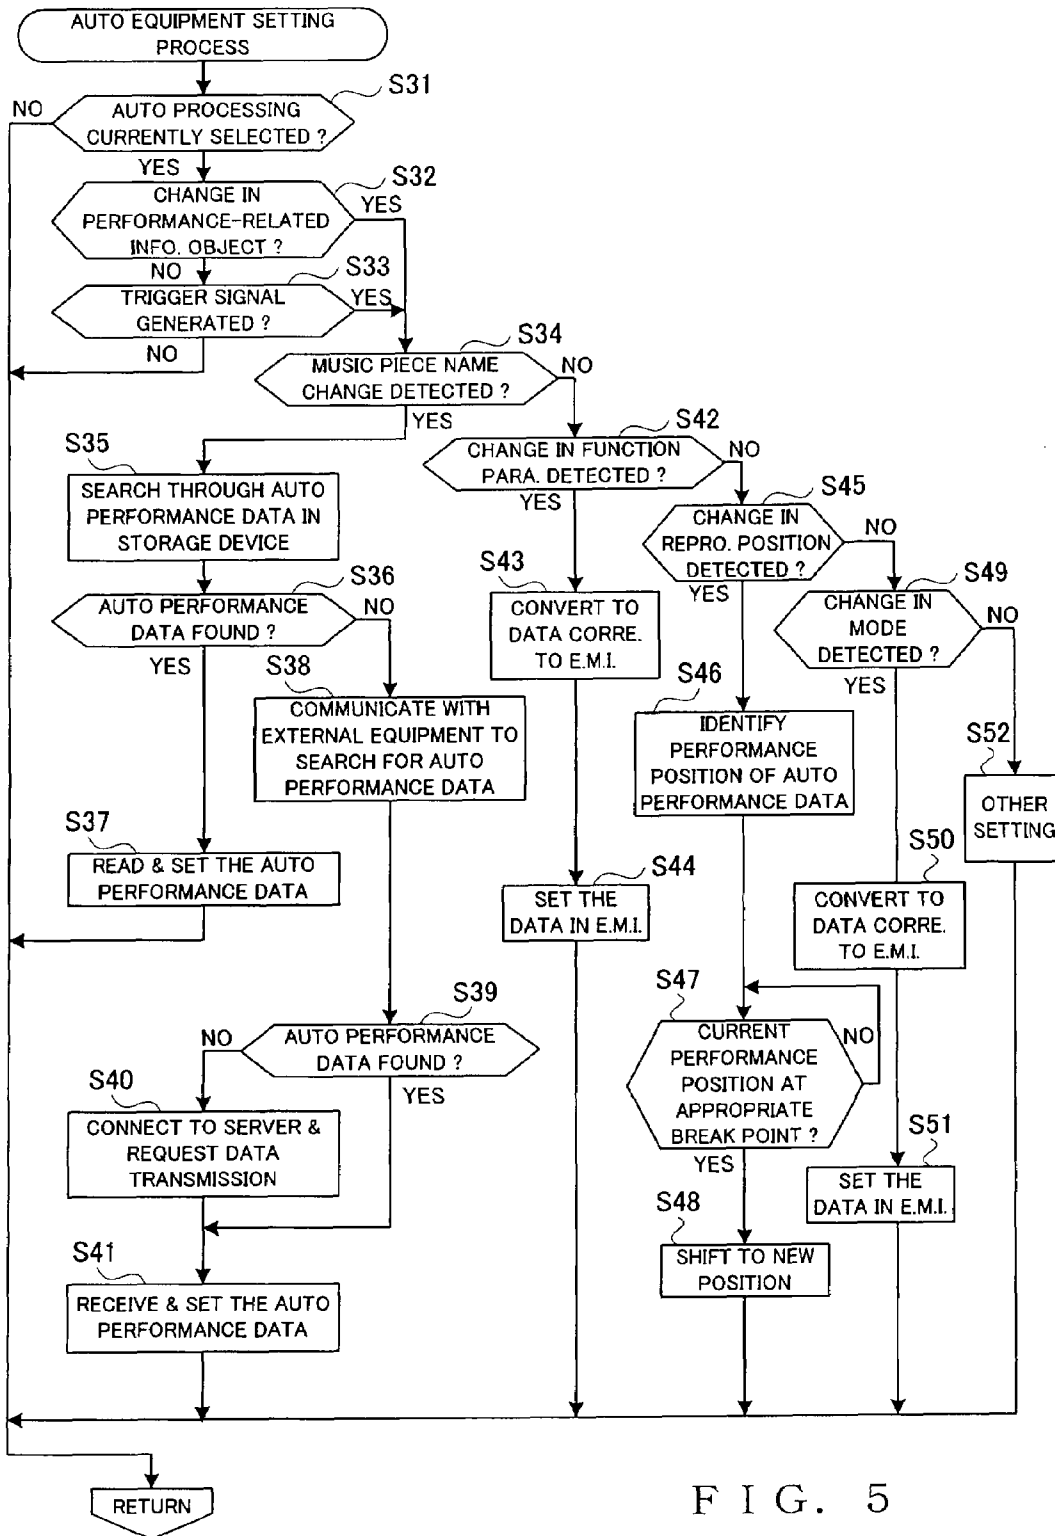 AUTO EQUIPMENT SETTING
PROCESS
S31
NO
AUTO PROCESSING
CURRENTLY SELECTED ?
YES
S32
CHANGE IN
PERFORMANCE-RELATED
INFO. OBJECT ?
YES
NO
S33
TRIGGER SIGNAL
GENERATED ?
YES
NO
S34
MUSIC PIECE NAME
CHANGE DETECTED ?
NO
YES
S35
SEARCH THROUGH AUTO
PERFORMANCE DATA IN
STORAGE DEVICE
S36
AUTO PERFORMANCE
DATA FOUND ?
NO
YES
S37
READ & SET THE AUTO
PERFORMANCE DATA
S38
COMMUNICATE WITH
EXTERNAL EQUIPMENT TO
SEARCH FOR AUTO
PERFORMANCE DATA
S39
AUTO PERFORMANCE
DATA FOUND ?
NO
YES
S40
CONNECT TO SERVER &
REQUEST DATA
TRANSMISSION
S41
RECEIVE & SET THE AUTO
PERFORMANCE DATA
S42
CHANGE IN FUNCTION
PARA. DETECTED ?
NO
YES
S43
CONVERT TO
DATA CORRE.
TO E.M.I.
S44
SET THE
DATA IN E.M.I.
S45
CHANGE IN
REPRO. POSITION
DETECTED ?
NO
YES
S46
IDENTIFY
PERFORMANCE
POSITION OF AUTO
PERFORMANCE DATA
S47
CURRENT
PERFORMANCE
POSITION AT
APPROPRIATE
BREAK POINT ?
NO
YES
S48
SHIFT TO NEW
POSITION
S49
CHANGE IN
MODE
DETECTED ?
NO
YES
S50
CONVERT TO
DATA CORRE.
TO E.M.I.
S51
SET THE
DATA IN E.M.I.
S52
OTHER
SETTING
RETURN
FIG. 5